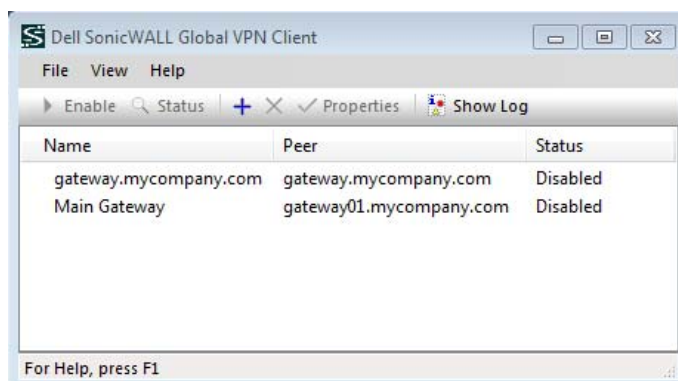 Dell SonicWALL Global VPN Client
File View Help
Enable Status Properties Show Log
Name Peer Status
gateway.mycompany.com gateway.mycompany.com Disabled
Main Gateway gateway01.mycompany.com Disabled
For Help, press F1